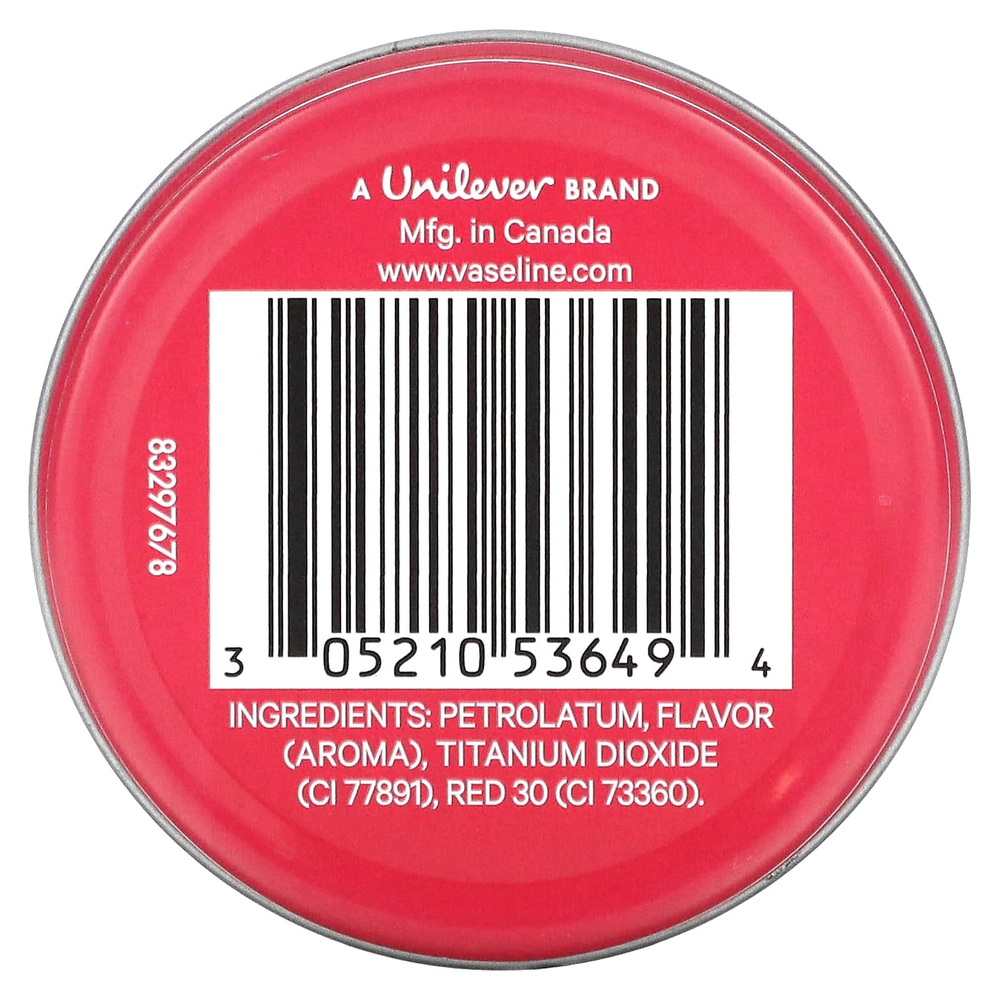 A Unilever BRAND
Mfg. in Canada
www.vaseline.com
83297678
3 05210 53649 4
INGREDIENTS: PETROLATUM, FLAVOR
(AROMA), TITANIUM DIOXIDE
(CI 77891), RED 30 (CI 73360).